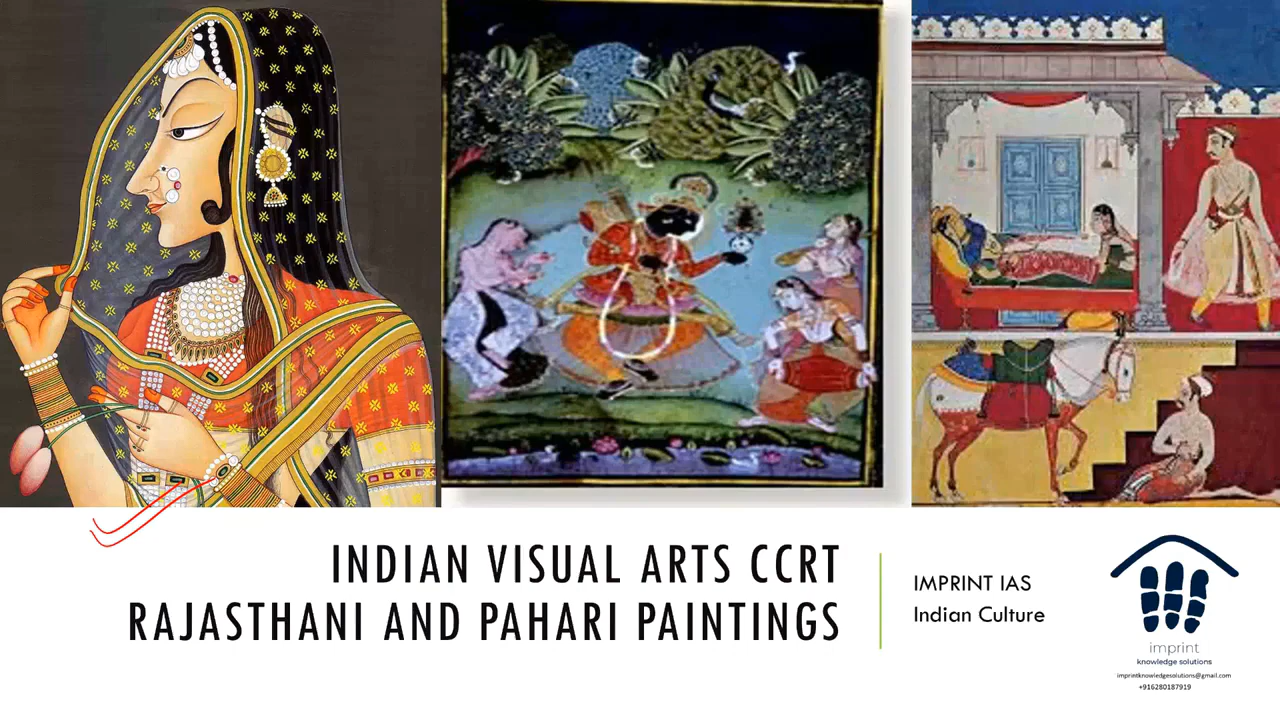 INDIAN VISUAL ARTS CCRT
RAJASTHANI AND PAHARI PAINTINGS
IMPRINT IAS
Indian Culture
imprint
knowledge solutions
imprintknowledgesolutions@gmail.com
+916280187919